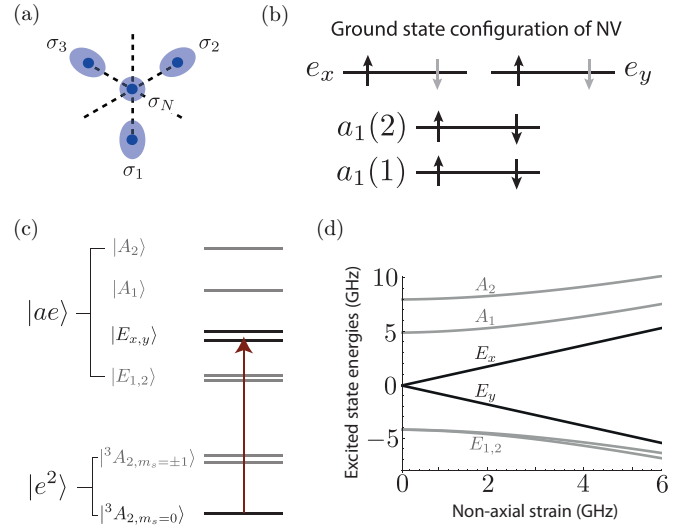 (a)
σ3
σ2
σN
σ1
(b)
Ground state configuration of NV
ex
ey
a1(2)
a1(1)
(c)
|A2⟩
|A1⟩
|ae⟩
|Ex,y⟩
|E1,2⟩
|³A2,ms=±1⟩
|e²⟩
|³A2,ms=0⟩
(d)
Excited state energies (GHz)
10
5
0
−5
A2
A1
Ex
Ey
E1,2
0
2
4
6
Non-axial strain (GHz)